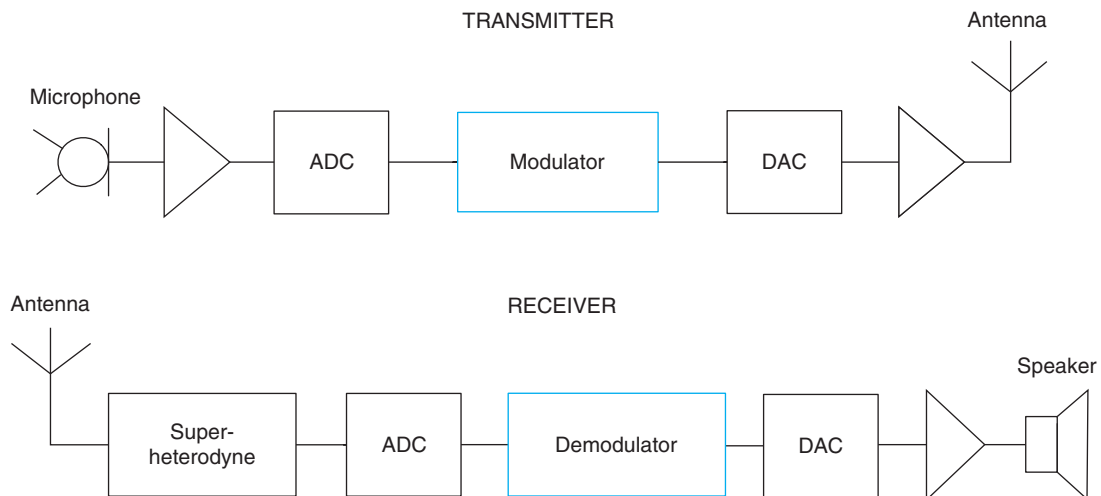 TRANSMITTER
Antenna
Microphone
ADC
Modulator
DAC
RECEIVER
Antenna
Speaker
Super-
heterodyne
ADC
Demodulator
DAC